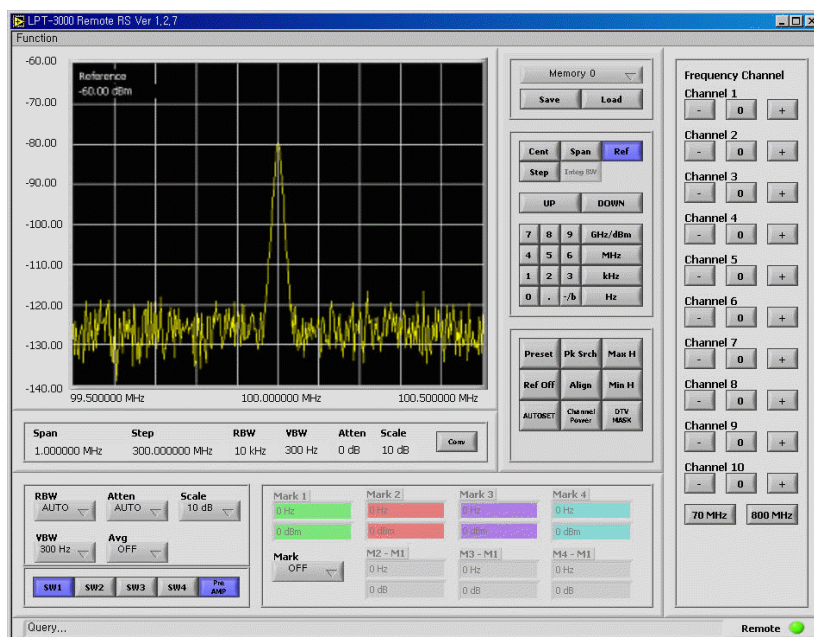 LPT-3000 Remote RS Ver 1,2,7
Function
-60.00
-70.00
-80.00
-90.00
-100.00
-110.00
-120.00
-130.00
-140.00
Reference
-60.00 dBm
99.500000 MHz 100.000000 MHz 100.500000 MHz
Span Step RBW VBW Atten Scale
1.000000 MHz 300.000000 MHz 10 kHz 300 Hz 0 dB 10 dB
Conv
RBW Atten Scale
AUTO AUTO 10 dB
VBW Avg
300 Hz OFF
SW1 SW2 SW3 SW4 Pre AMP
Mark 1 Mark 2 Mark 3 Mark 4
0 Hz 0 Hz 0 Hz 0 Hz
0 dBm 0 dBm 0 dBm 0 dBm
Mark M2 - M1 M3 - M1 M4 - M1
OFF 0 Hz 0 Hz 0 Hz
0 dB 0 dB 0 dB
Memory 0
Save Load
Cent Span Ref
Step Integ BW
UP DOWN
7 8 9 GHz/dBm
4 5 6 MHz
1 2 3 kHz
0 . -/b Hz
Preset Pk Srch Max H
Ref Off Align Min H
AUTOSET Channel Power DTV MASK
Frequency Channel
Channel 1
- 0 +
Channel 2
- 0 +
Channel 3
- 0 +
Channel 4
- 0 +
Channel 5
- 0 +
Channel 6
- 0 +
Channel 7
- 0 +
Channel 8
- 0 +
Channel 9
- 0 +
Channel 10
- 0 +
70 MHz 800 MHz
Query...
Remote